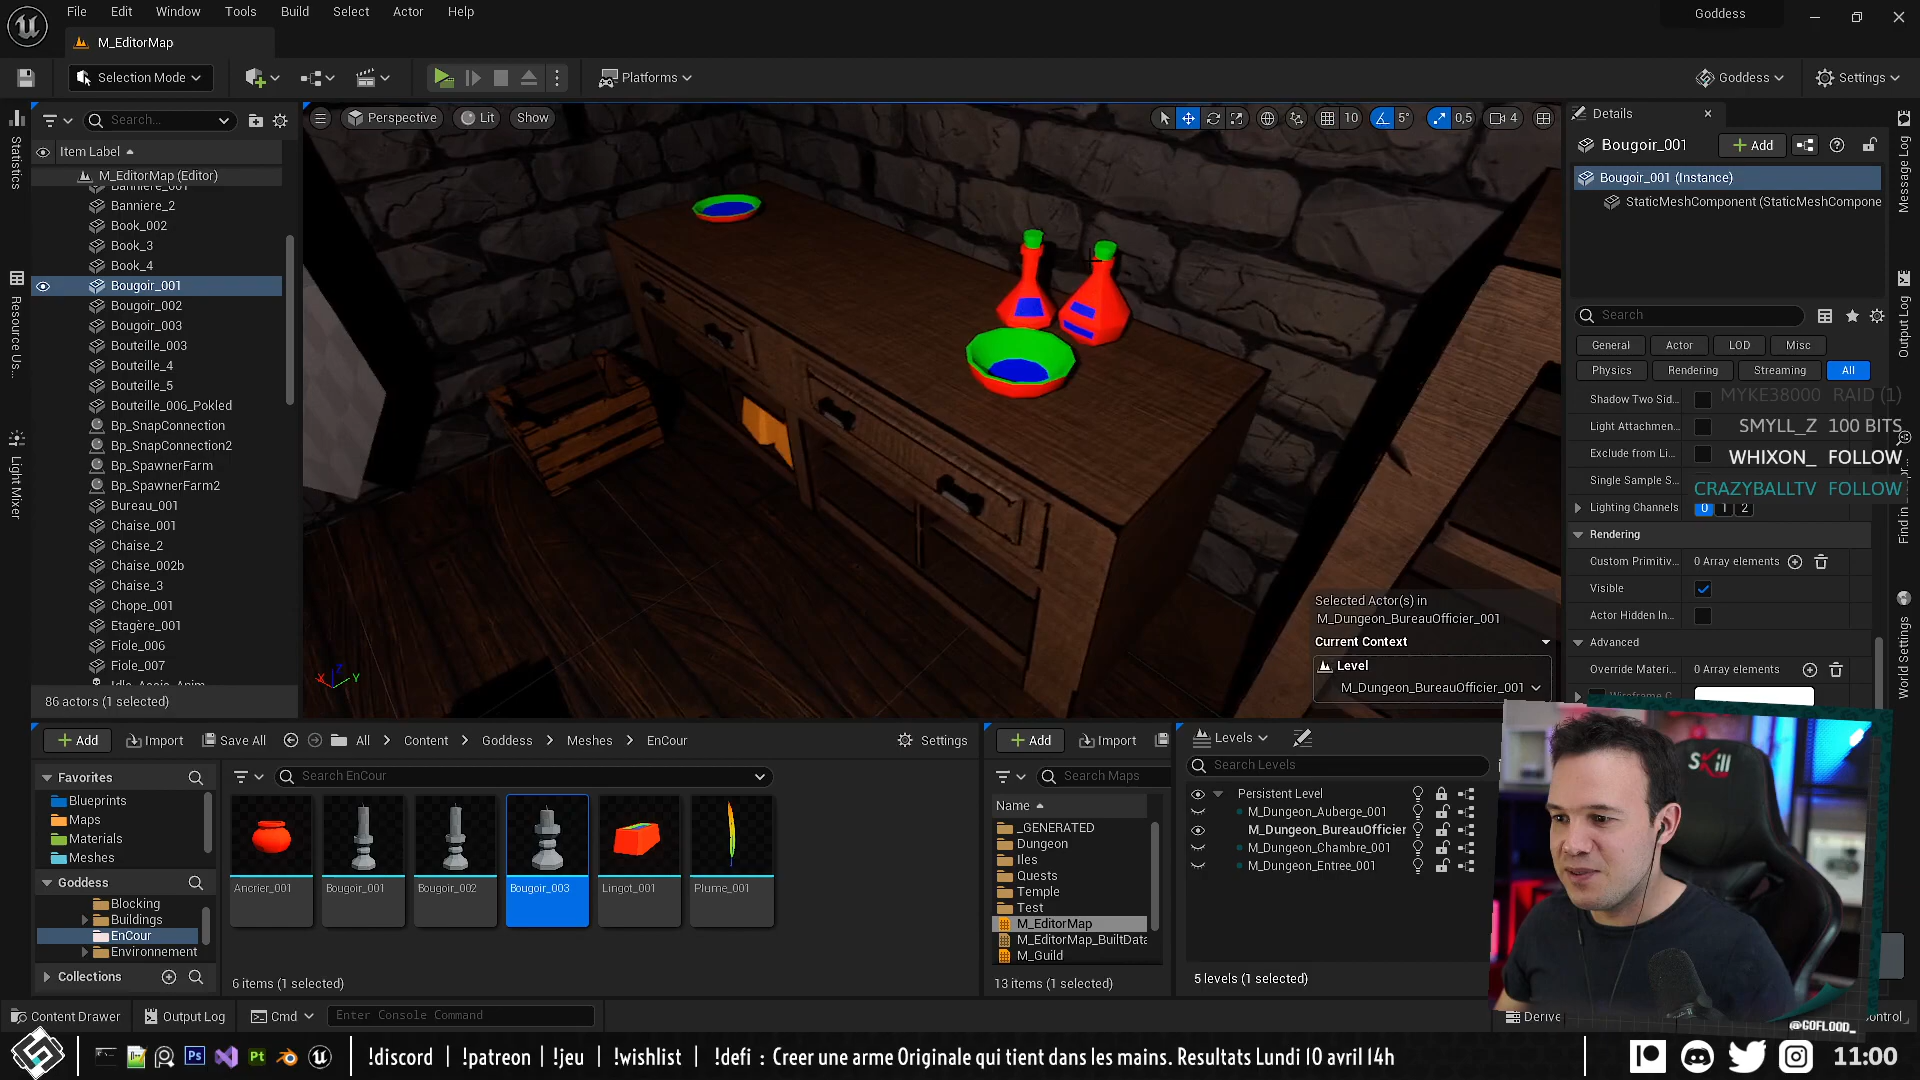 File Edit Window Tools Build Select Actor Help
Goddess
M_EditorMap
Selection Mode
Platforms
Goddess
Settings
Statistics
Resource Us...
Light Mixer
Search...
Item Label
M_EditorMap (Editor)
Banniere_001
Banniere_2
Book_002
Book_3
Book_4
Bougoir_001
Bougoir_002
Bougoir_003
Bouteille_003
Bouteille_4
Bouteille_5
Bouteille_006_Pokled
Bp_SnapConnection
Bp_SnapConnection2
Bp_SpawnerFarm
Bp_SpawnerFarm2
Bureau_001
Chaise_001
Chaise_2
Chaise_002b
Chaise_3
Chope_001
Etagère_001
Fiole_006
Fiole_007
86 actors (1 selected)
Perspective
Lit
Show
10
5°
0,5
4
X Y Z
Selected Actor(s) in
M_Dungeon_BureauOfficier_001
Current Context
Level
M_Dungeon_BureauOfficier_001
Details
Bougoir_001
Add
Bougoir_001 (Instance)
StaticMeshComponent (StaticMeshCompone
Search
General Actor LOD Misc
Physics Rendering Streaming All
Shadow Two Sid...
Light Attachmen...
Exclude from Li...
Single Sample S...
Lighting Channels 0 1 2
MYKE38000 RAID (1)
SMYLL_Z 100 BITS
WHIXON_ FOLLOW
CRAZYBALLTV FOLLOW
Rendering
Custom Primitiv... 0 Array elements
Visible
Actor Hidden In...
Advanced
Override Materi... 0 Array elements
Message Log
Output Log
World Settings
Add Import Save All All Content Goddess Meshes EnCour Settings
Favorites
Blueprints
Maps
Materials
Meshes
Goddess
Blocking
Buildings
EnCour
Environnement
Collections
Search EnCour
Ancrier_001
Bougoir_001
Bougoir_002
Bougoir_003
Lingot_001
Plume_001
6 items (1 selected)
Add Import
Search Maps
Name
_GENERATED
Dungeon
Iles
Quests
Temple
Test
M_EditorMap
M_EditorMap_BuiltData
M_Guild
13 items (1 selected)
Levels
Search Levels
Persistent Level
M_Dungeon_Auberge_001
M_Dungeon_BureauOfficier
M_Dungeon_Chambre_001
M_Dungeon_Entree_001
5 levels (1 selected)
SKILL
@GOFLOOD_
Content Drawer Output Log Cmd Enter Console Command
Derive
Control
Ps
Pt
!discord | !patreon | !jeu | !wishlist | !defi : Creer une arme Originale qui tient dans les mains. Resultats Lundi 10 avril 14h
11:00